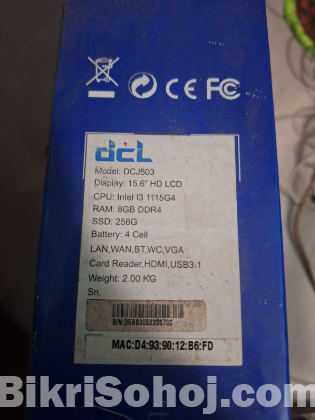 CE FC
dcl
Model: DCJ503
Display: 15.6" HD LCD
CPU: Intel I3 1115G4
RAM: 8GB DDR4
SSD: 256G
Battery: 4 Cell
LAN,WAN,BT,WC,VGA
Card Reader,HDMI,USB3.1
Weight: 2.00 KG
Sn.
MAC:D4:93:90:12:B6:FD
BikriSohoj.com